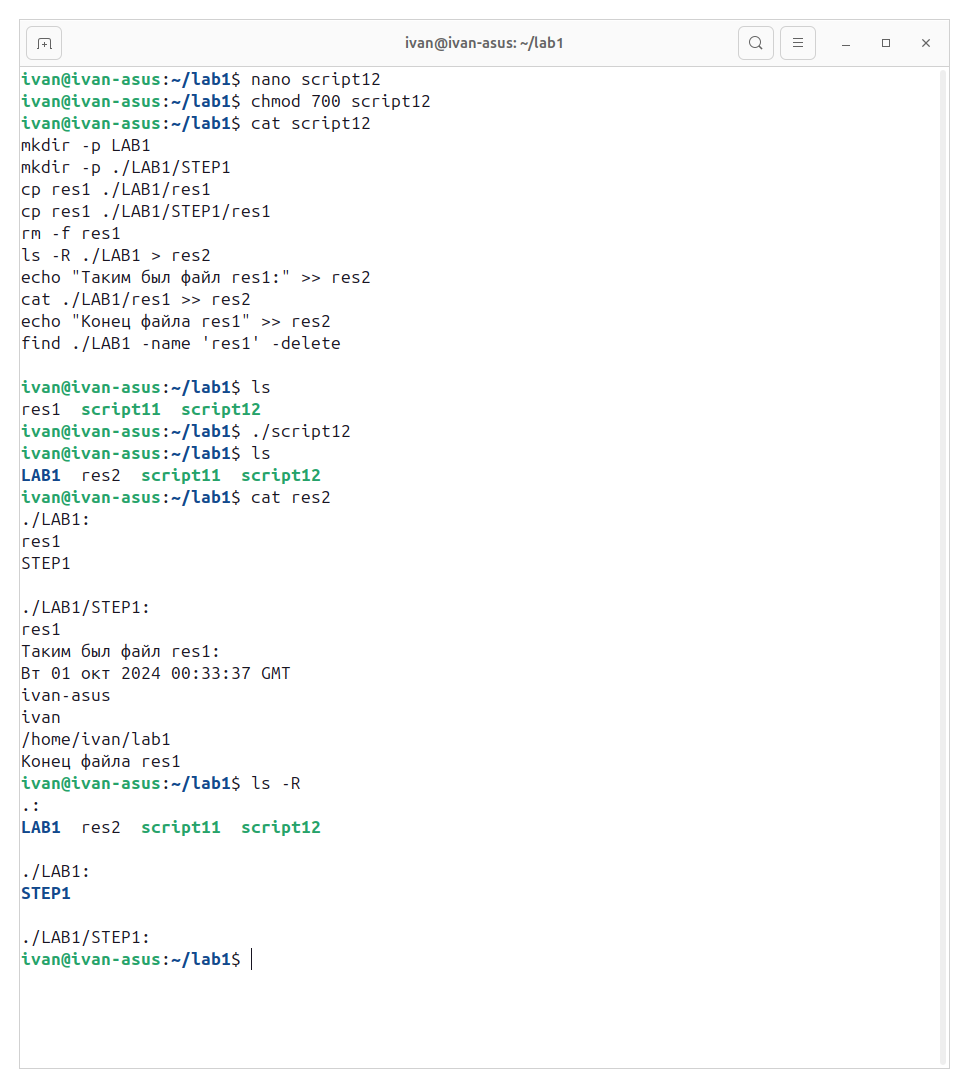 ivan@ivan-asus: ~/lab1
ivan@ivan-asus:~/lab1$ nano script12
ivan@ivan-asus:~/lab1$ chmod 700 script12
ivan@ivan-asus:~/lab1$ cat script12
mkdir -p LAB1
mkdir -p ./LAB1/STEP1
cp res1 ./LAB1/res1
cp res1 ./LAB1/STEP1/res1
rm -f res1
ls -R ./LAB1 > res2
echo "Таким был файл res1:" >> res2
cat ./LAB1/res1 >> res2
echo "Конец файла res1" >> res2
find ./LAB1 -name 'res1' -delete

ivan@ivan-asus:~/lab1$ ls
res1  script11  script12
ivan@ivan-asus:~/lab1$ ./script12
ivan@ivan-asus:~/lab1$ ls
LAB1  res2  script11  script12
ivan@ivan-asus:~/lab1$ cat res2
./LAB1:
res1
STEP1

./LAB1/STEP1:
res1
Таким был файл res1:
Вт 01 окт 2024 00:33:37 GMT
ivan-asus
ivan
/home/ivan/lab1
Конец файла res1
ivan@ivan-asus:~/lab1$ ls -R
.:
LAB1  res2  script11  script12

./LAB1:
STEP1

./LAB1/STEP1:
ivan@ivan-asus:~/lab1$